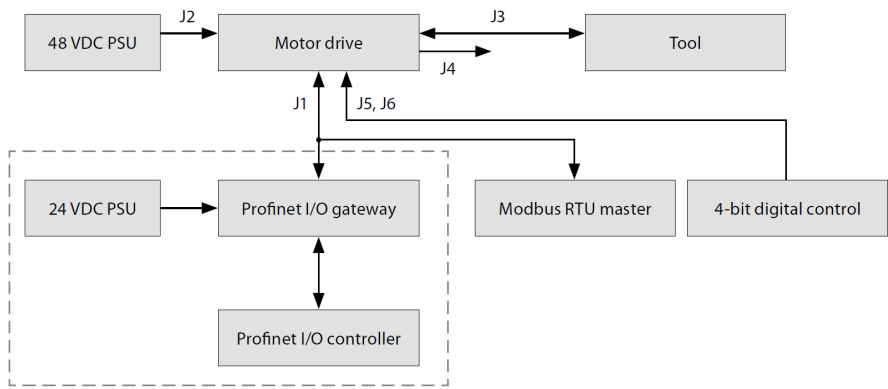 J2
J3
48 VDC PSU
Motor drive
Tool
J4
J1
J5, J6
24 VDC PSU
Profinet I/O gateway
Modbus RTU master
4-bit digital control
Profinet I/O controller